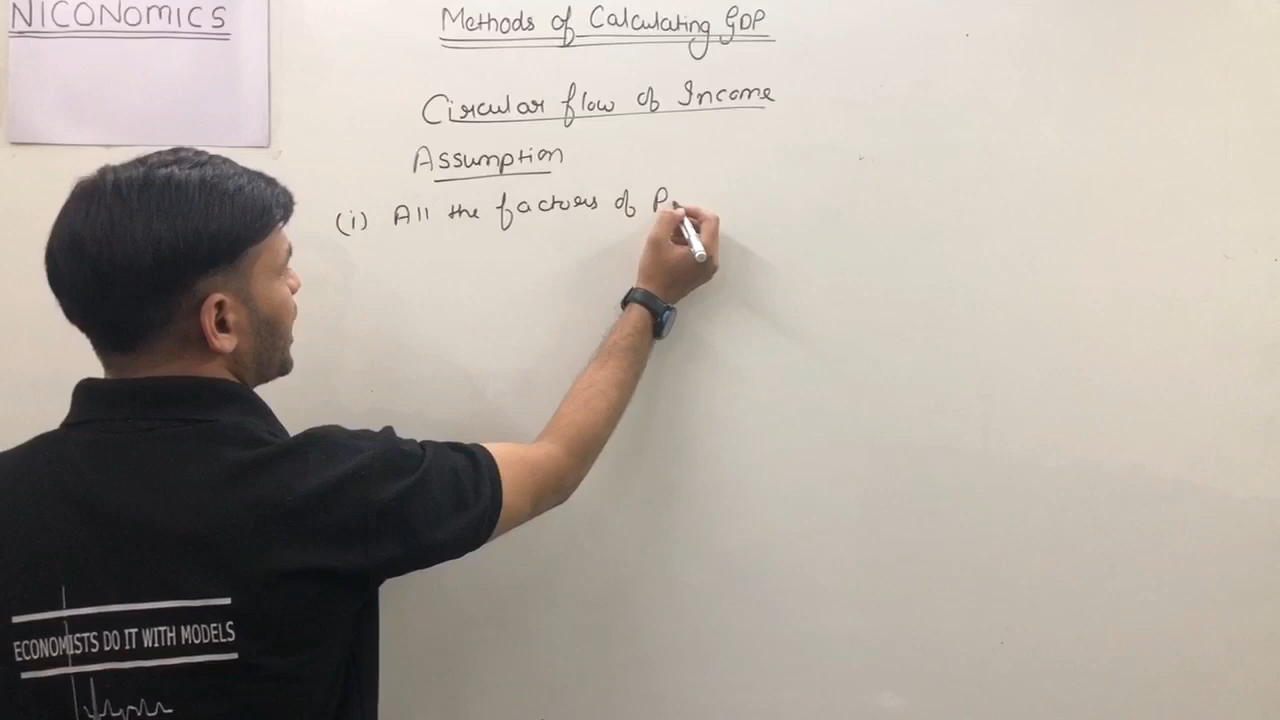 NICONOMICS
Methods of Calculating GDP
Circular flow of Income
Assumption
(i) All the factors of P
ECONOMISTS DO IT WITH MODELS